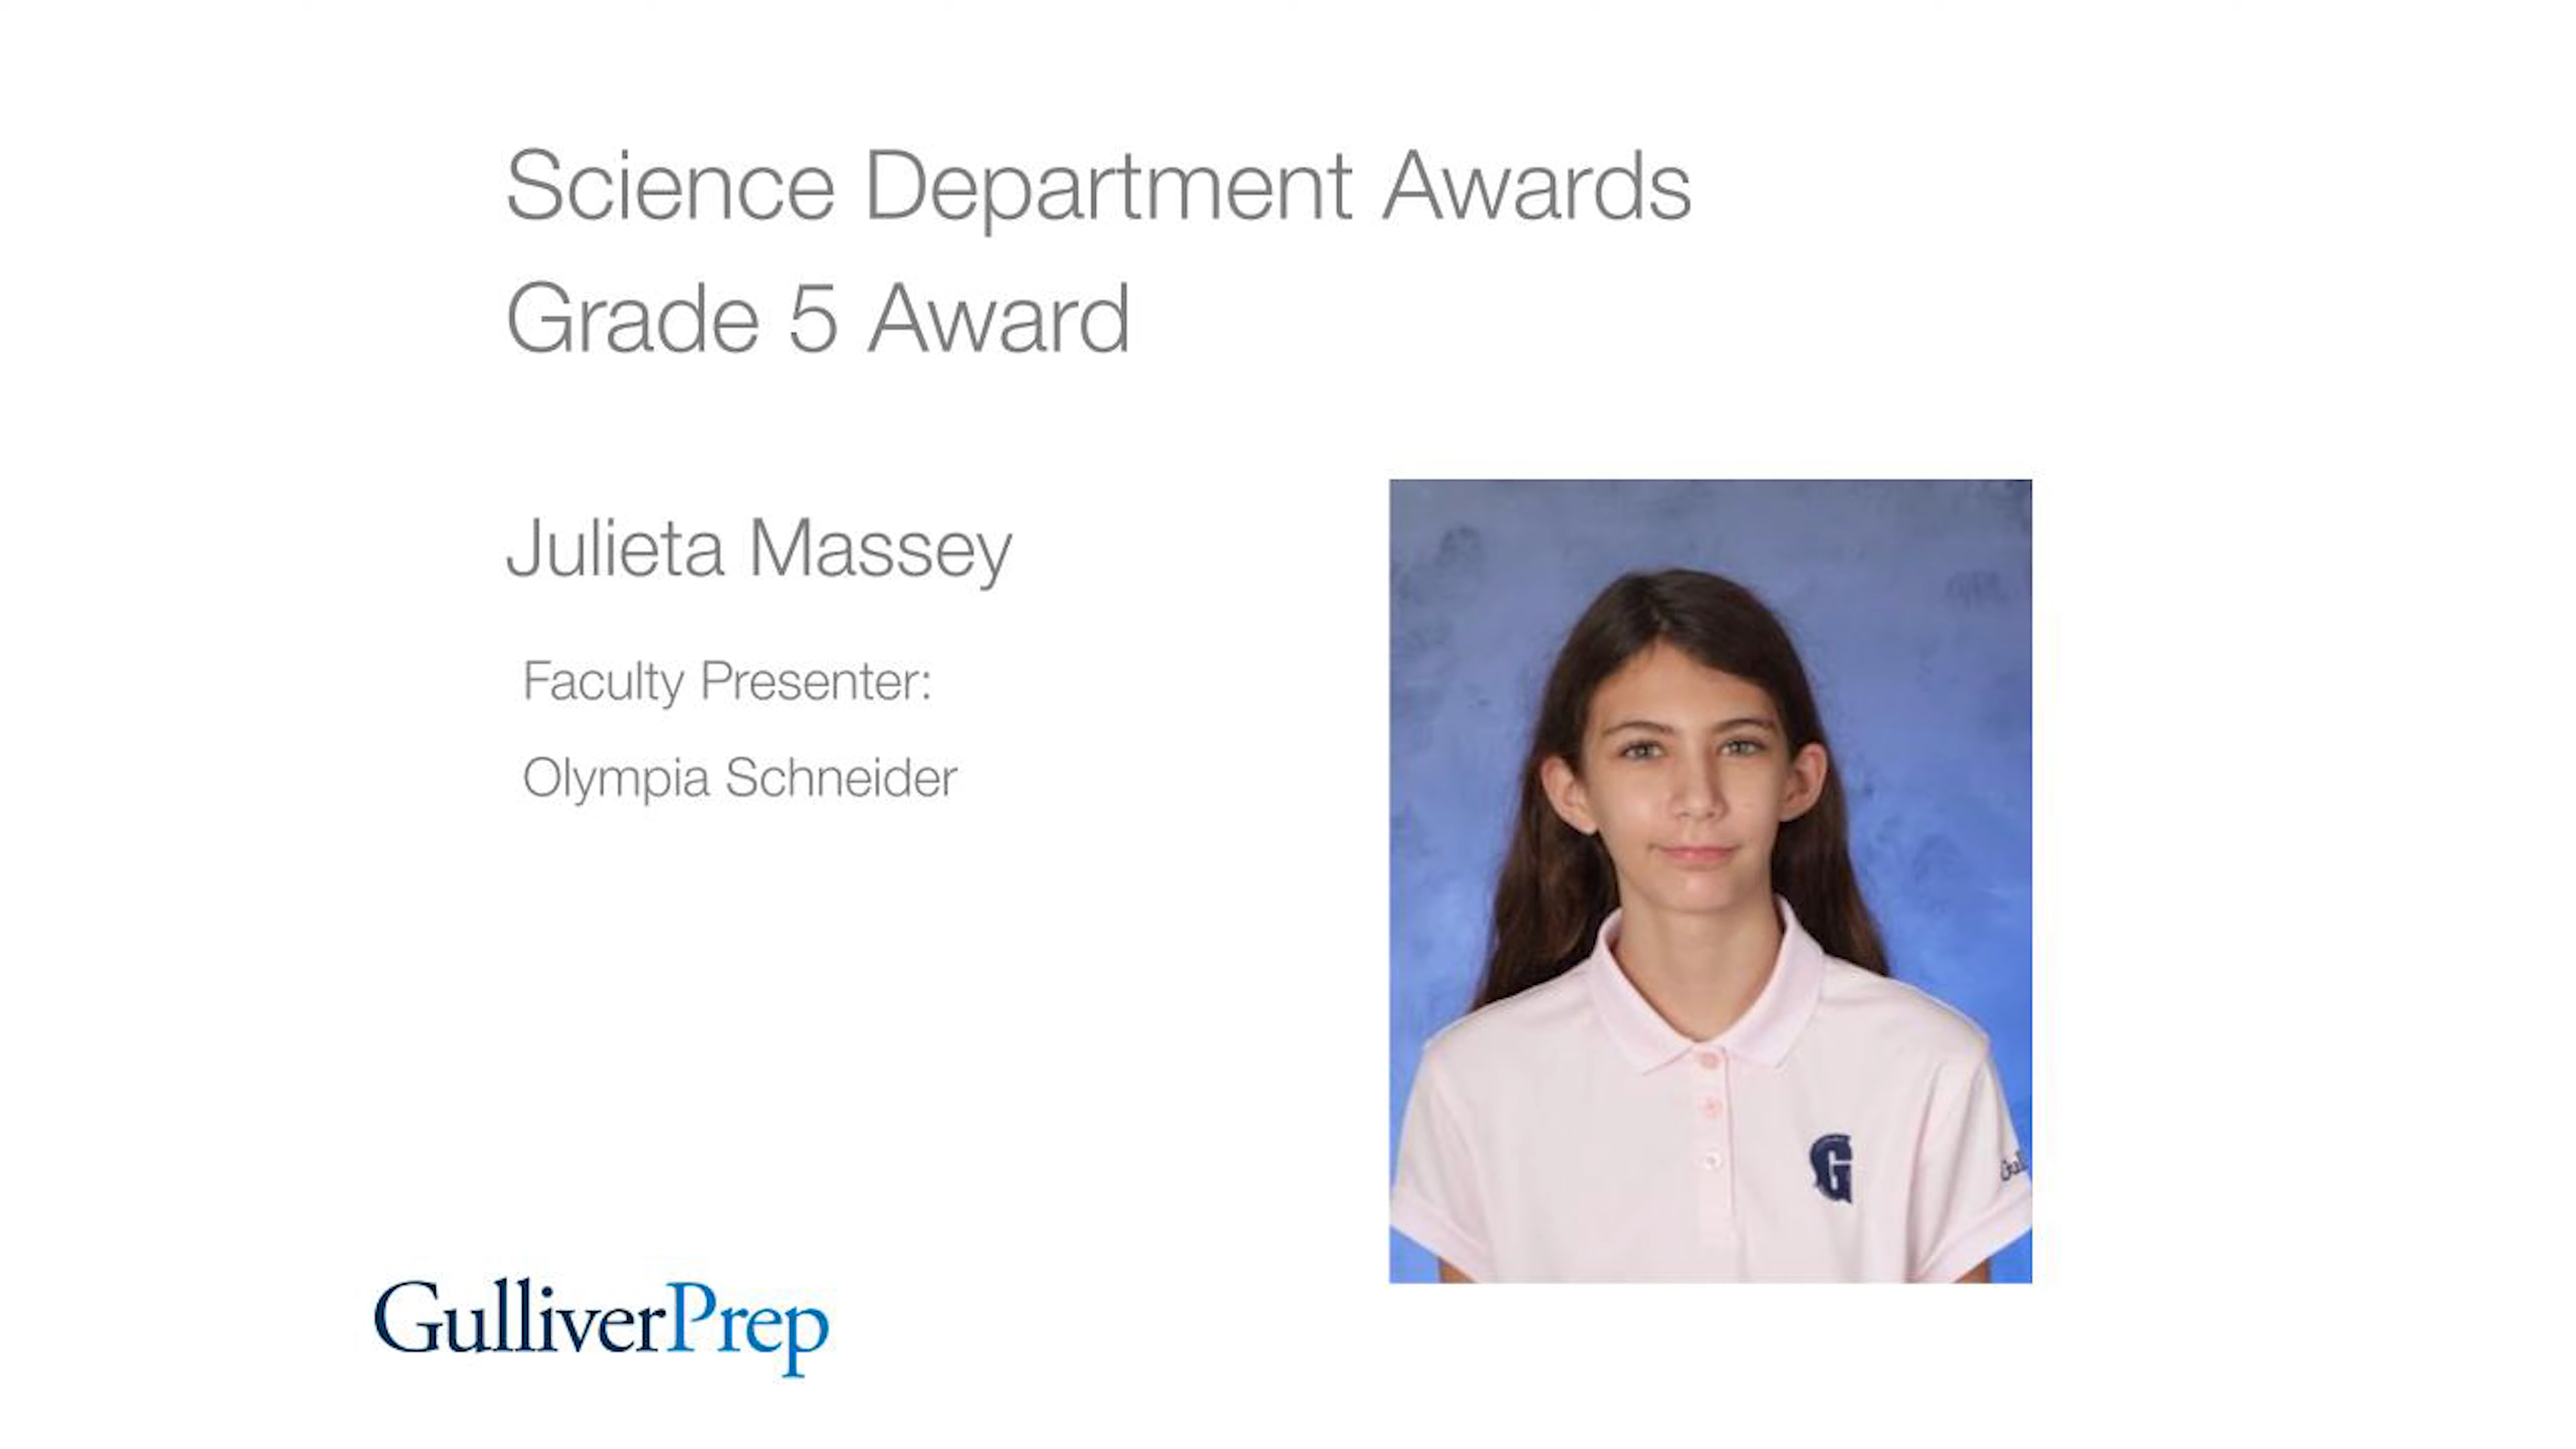 Science Department Awards
Grade 5 Award
Julieta Massey
Faculty Presenter:
Olympia Schneider
G
GulliverPrep